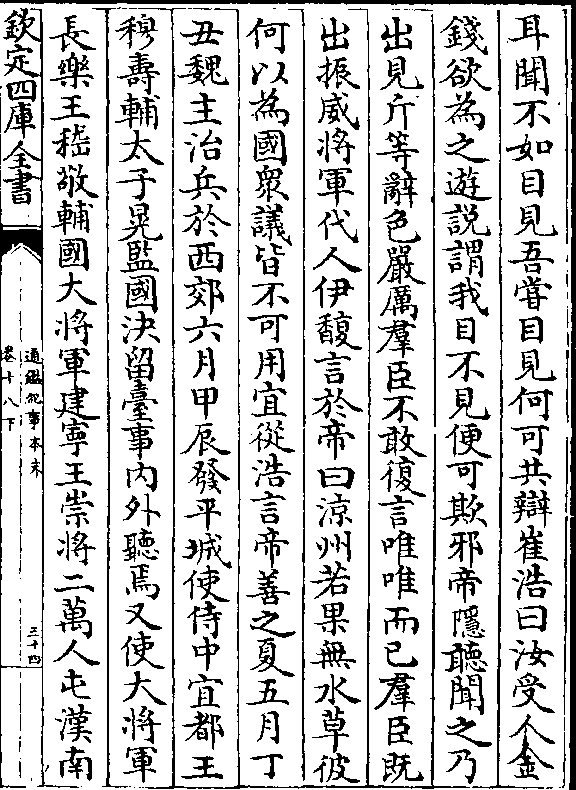 耳聞不如目見吾嘗目見何可共辯崔浩曰汝受人金
錢欲為之遊説謂我目不見便可欺邪帝隱聽聞之乃
出見斤等辭色嚴厲羣臣不敢復言唯唯而已羣臣既
出振威將軍代人伊馥言於帝曰涼州若果無水草彼
何以為國衆議皆不可用宜從浩言帝善之夏五月丁
丑魏主治兵於西郊六月甲辰發平城使侍中宜都王
穆壽輔太子晃監國決留臺事内外聽焉又使大將軍
長樂王嵇敬輔國大將軍建寧王崇將二萬人屯漠南
欽定四庫全書
通鑑紀事本末
卷十八下
三十四